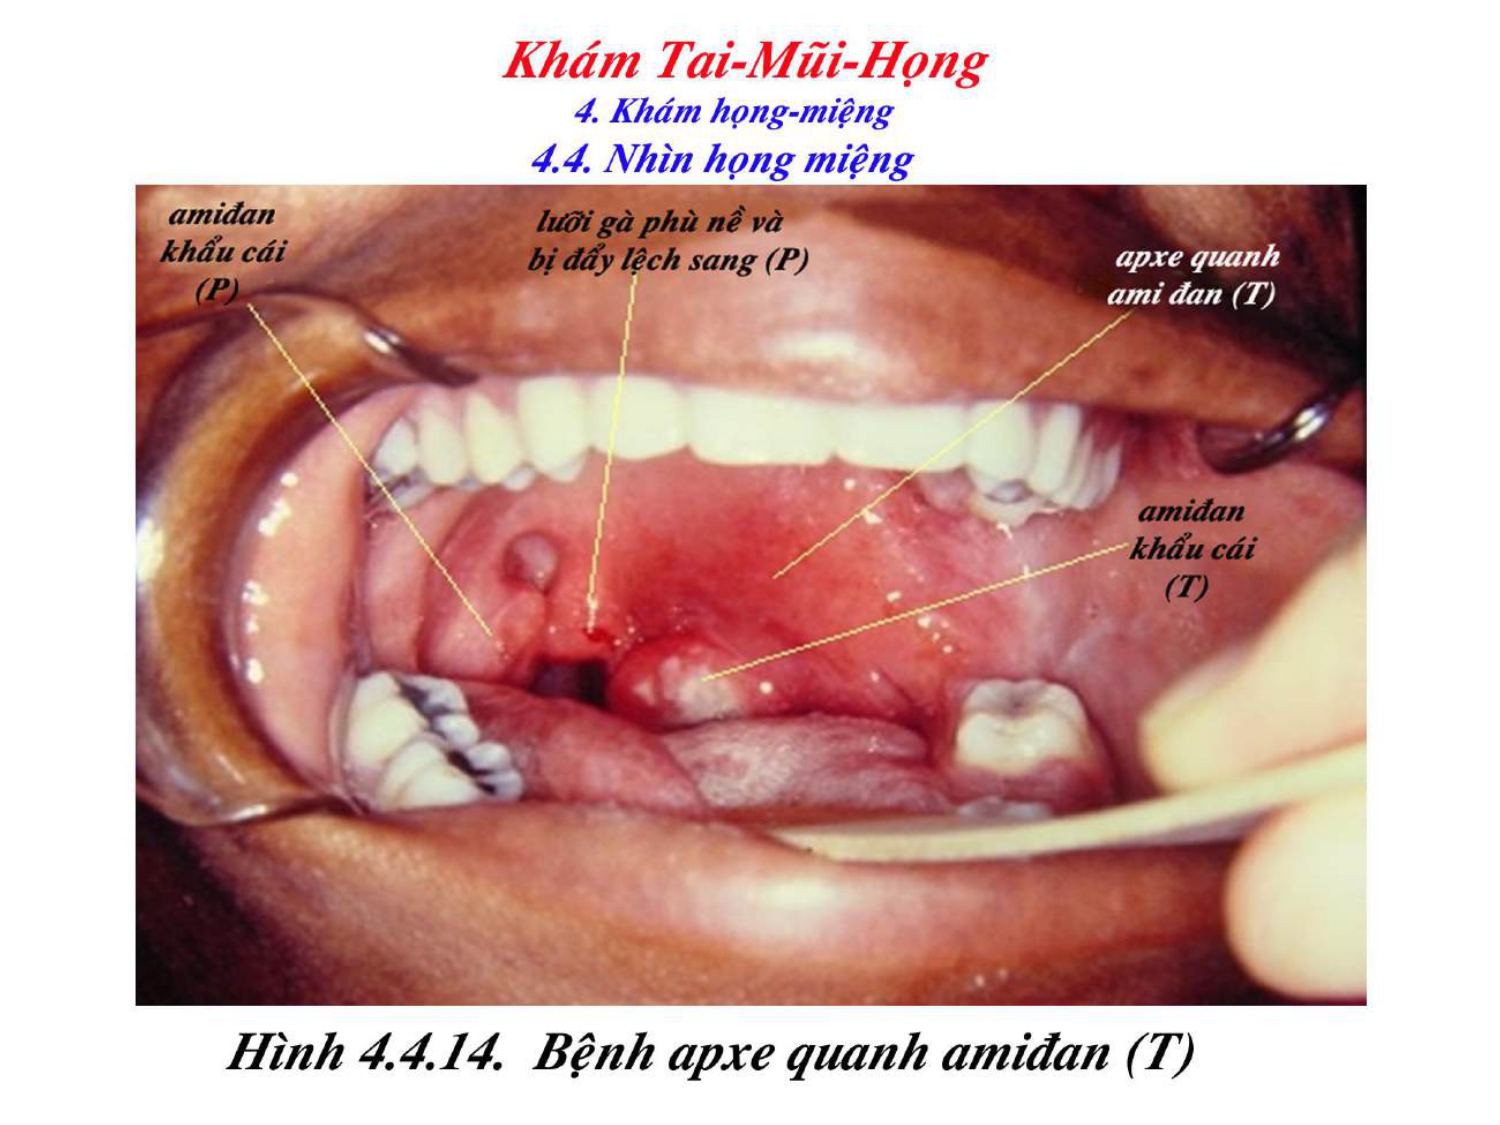 Khám Tai-Mũi-Họng
4. Khám họng-miệng
4.4. Nhìn họng miệng
amiđan
khẩu cái
(P)
lưỡi gà phù nề và
bị đẩy lệch sang (P)
apxe quanh
ami đan (T)
amiđan
khẩu cái
(T)
Hình 4.4.14. Bệnh apxe quanh amiđan (T)